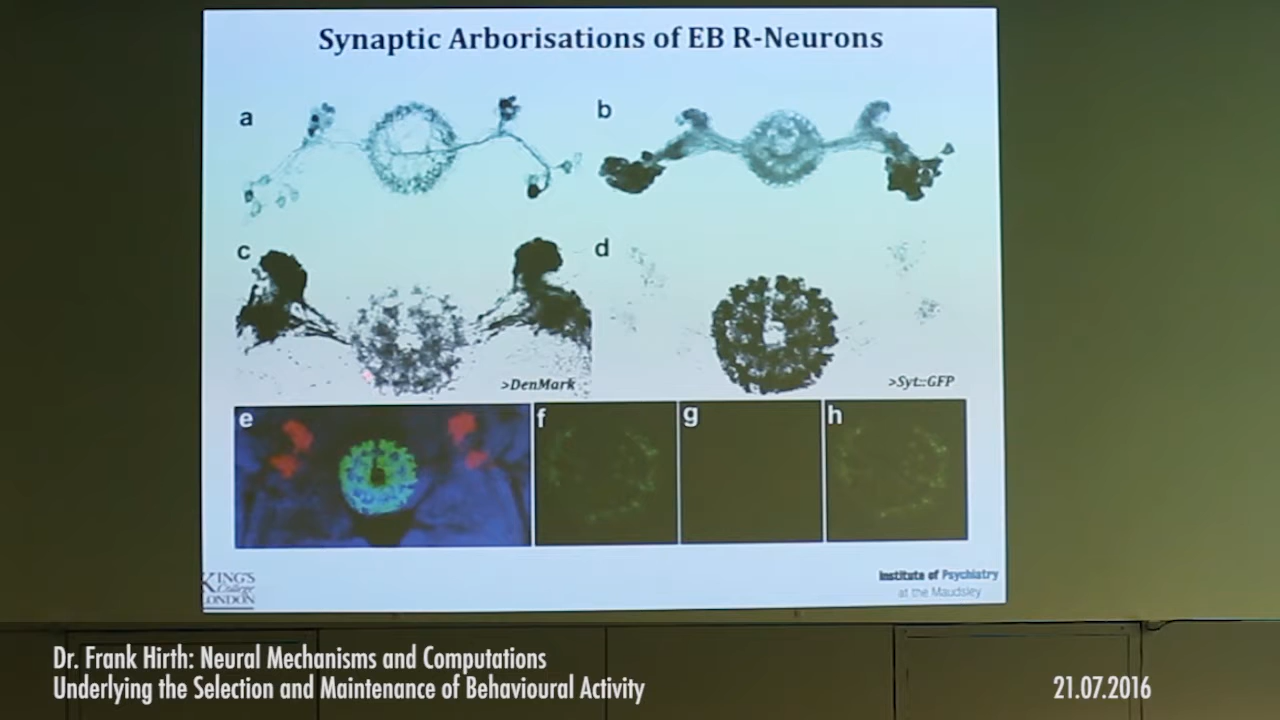 Synaptic Arborisations of EB R-Neurons
a
b
c
d
>DenMark
>Syt::GFP
e
f
g
h
KING'S
College
LONDON
Institute of Psychiatry
at the Maudsley
Dr. Frank Hirth: Neural Mechanisms and Computations
Underlying the Selection and Maintenance of Behavioural Activity
21.07.2016